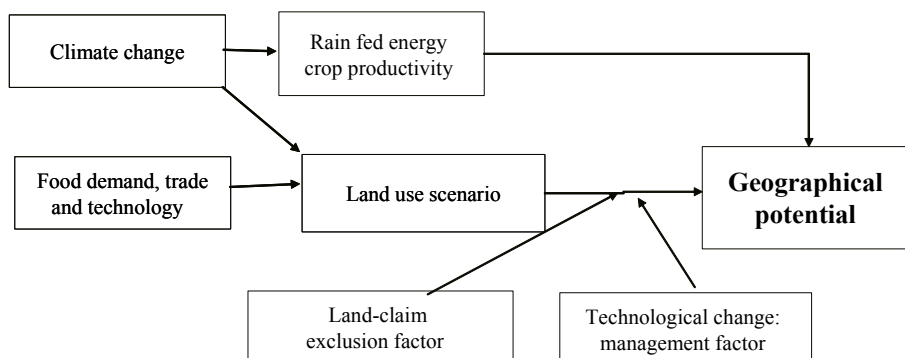 Climate change
Rain fed energy
crop productivity
Food demand, trade
and technology
Land use scenario
Geographical
potential
Land-claim
exclusion factor
Technological change:
management factor